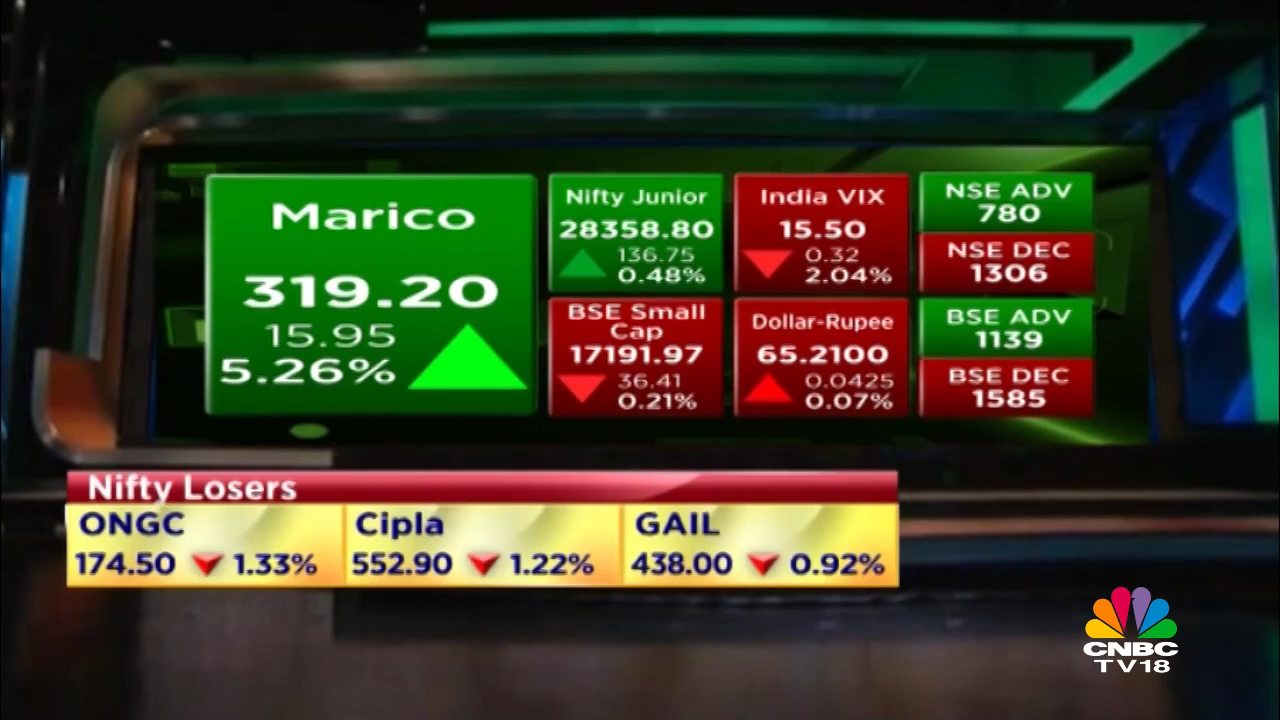 Marico
319.20
15.95
5.26%
Nifty Junior
28358.80
136.75
0.48%
India VIX
15.50
0.32
2.04%
NSE ADV
780
NSE DEC
1306
BSE Small
Cap
17191.97
36.41
0.21%
Dollar-Rupee
65.2100
0.0425
0.07%
BSE ADV
1139
BSE DEC
1585
Nifty Losers
ONGC
174.50 1.33%
Cipla
552.90 1.22%
GAIL
438.00 0.92%
CNBC
TV18